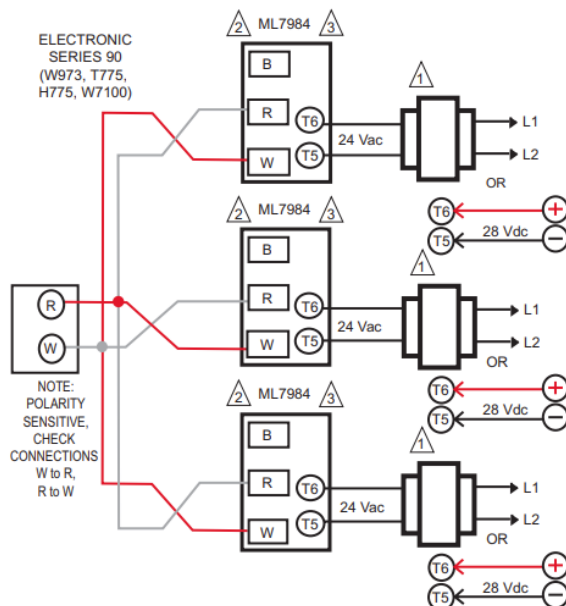 ELECTRONIC
SERIES 90
(W973, T775,
H775, W7100)
2 ML7984 3
B
R
W
T6
T5
24 Vac
1
L1
L2
OR
T6 +
T5 28 Vdc −
2 ML7984 3
B
R
W
T6
T5
24 Vac
1
L1
L2
OR
T6 +
T5 28 Vdc −
R
W
NOTE:
POLARITY
SENSITIVE,
CHECK
CONNECTIONS
W to R,
R to W
2 ML7984 3
B
R
W
T6
T5
24 Vac
1
L1
L2
OR
T6 +
T5 28 Vdc −